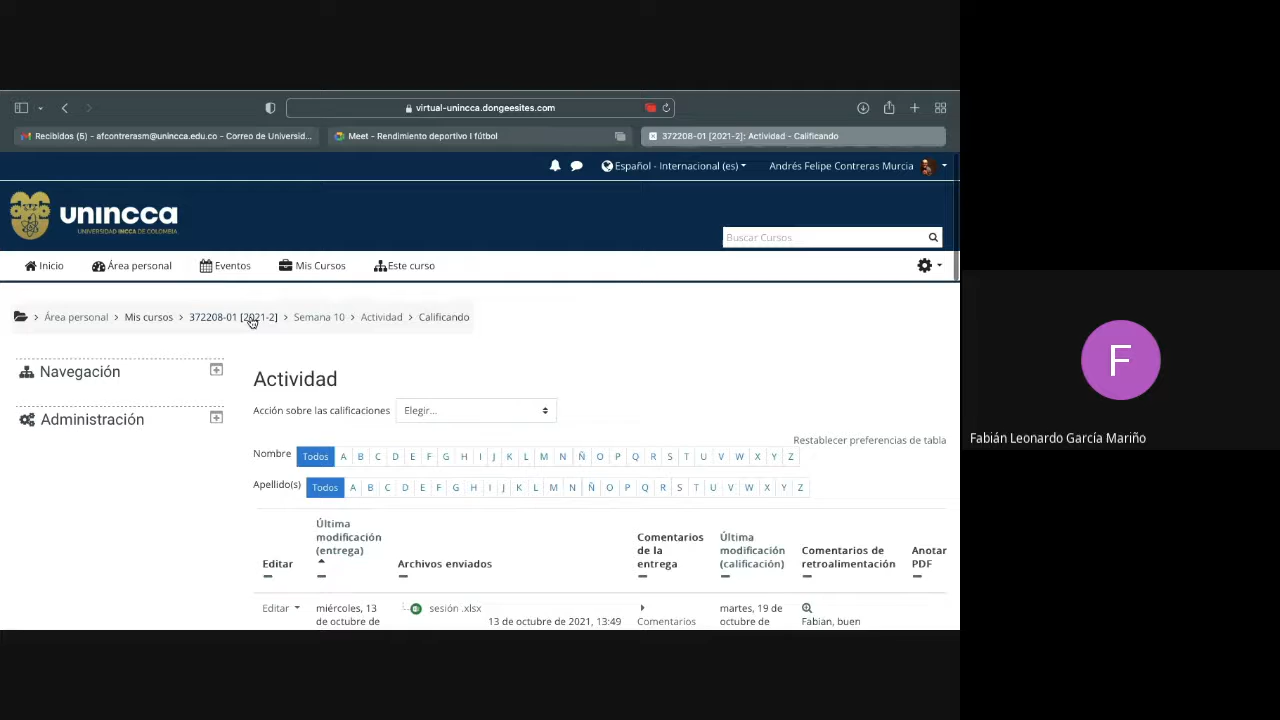 virtual-unincca.dongeesites.com
Recibidos (5) - afcontrerasm@unincca.edu.co - Correo de Universid...
Meet - Rendimiento deportivo I fútbol
372208-01 [2021-2]: Actividad - Calificando
Español - Internacional (es)
Andrés Felipe Contreras Murcia
unincca
UNIVERSIDAD INCCA DE COLOMBIA
Buscar Cursos
Inicio
Área personal
Eventos
Mis Cursos
Este curso
Área personal > Mis cursos > 372208-01 [2021-2] > Semana 10 > Actividad > Calificando
Navegación
Administración
Actividad
Acción sobre las calificaciones
Elegir...
Restablecer preferencias de tabla
Nombre Todos A B C D E F G H I J K L M N Ñ O P Q R S T U V W X Y Z
Apellido(s) Todos A B C D E F G H I J K L M N Ñ O P Q R S T U V W X Y Z
Editar
Última
modificación
(entrega)
Archivos enviados
Comentarios
de la
entrega
Última
modificación
(calificación)
Comentarios de
retroalimentación
Anotar
PDF
Editar
miércoles, 13
de octubre de
sesión .xlsx
13 de octubre de 2021, 13:49
Comentarios
martes, 19 de
octubre de
Fabian, buen
F
Fabián Leonardo García Mariño